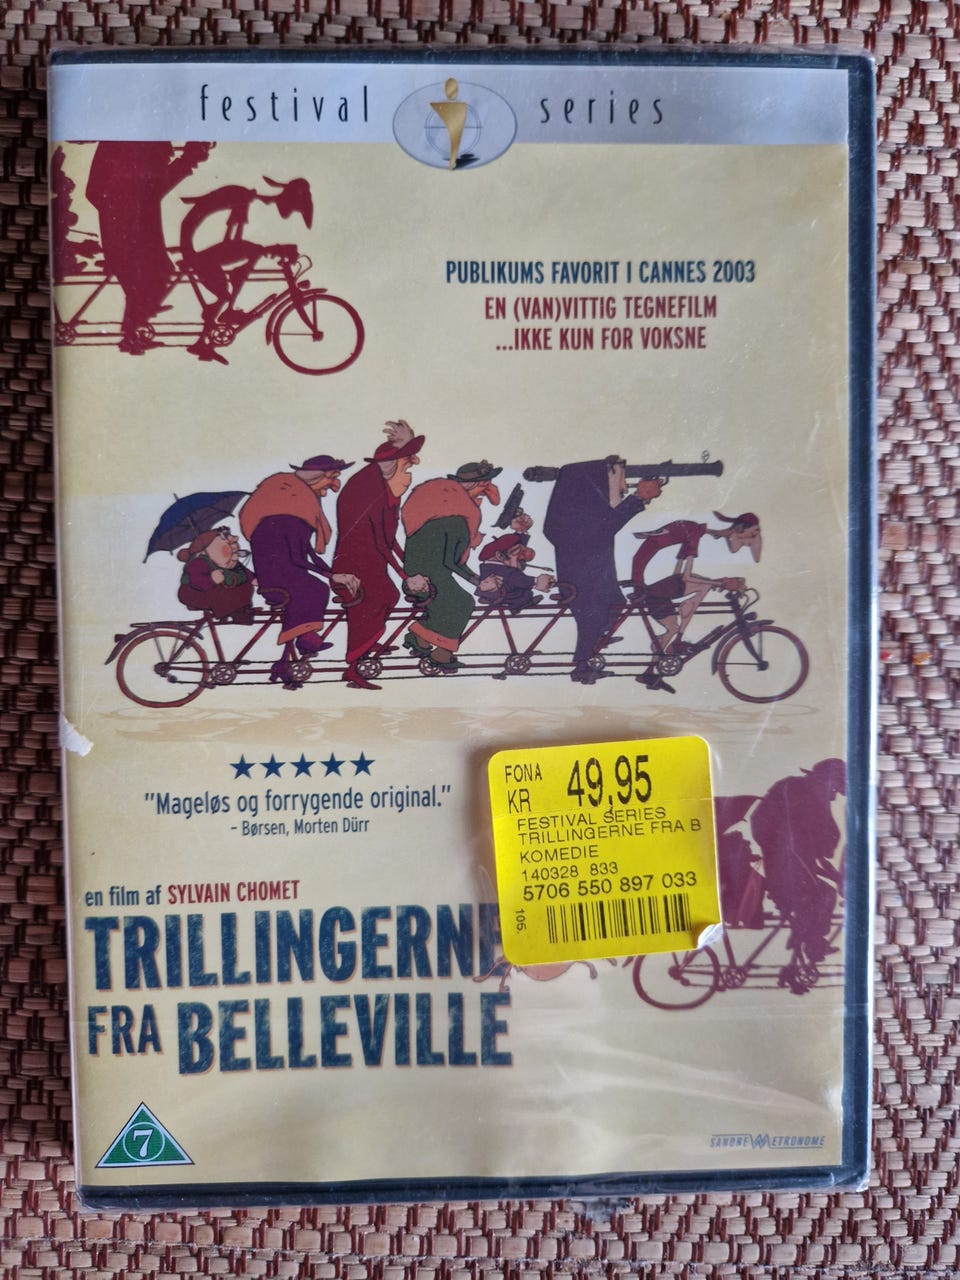 festival series
PUBLIKUMS FAVORIT I CANNES 2003
EN (VAN)VITTIG TEGNEFILM
...IKKE KUN FOR VOKSNE
★★★★★
"Mageløs og forrygende original."
- Børsen, Morten Dürr
FONA
KR 49,95
FESTIVAL SERIES
TRILLINGERNE FRA B
KOMEDIE
140328 833
5706 550 897 033
105.
en film af SYLVAIN CHOMET
TRILLINGERNE
FRA BELLEVILLE
7
SANDREW METRONOME